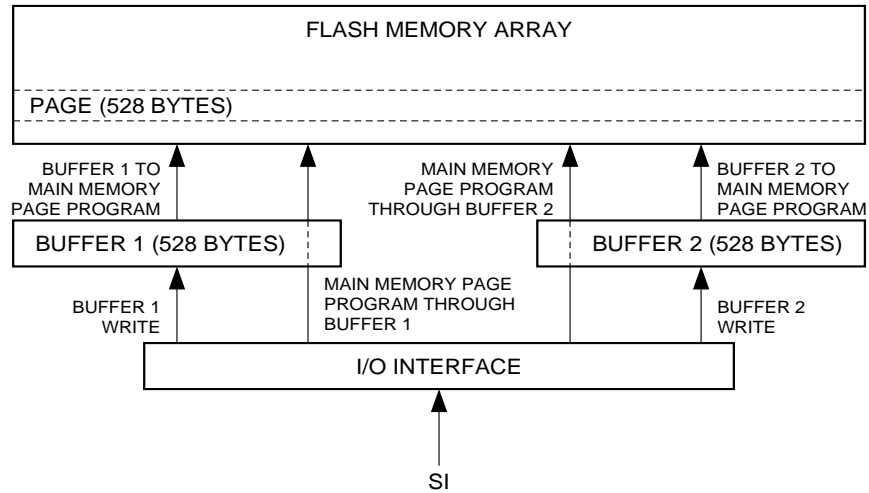 FLASH MEMORY ARRAY
PAGE (528 BYTES)
BUFFER 1 TO
MAIN MEMORY
PAGE PROGRAM
MAIN MEMORY
PAGE PROGRAM
THROUGH BUFFER 2
BUFFER 2 TO
MAIN MEMORY
PAGE PROGRAM
BUFFER 1 (528 BYTES)
BUFFER 2 (528 BYTES)
BUFFER 1
WRITE
MAIN MEMORY PAGE
PROGRAM THROUGH
BUFFER 1
BUFFER 2
WRITE
I/O INTERFACE
SI